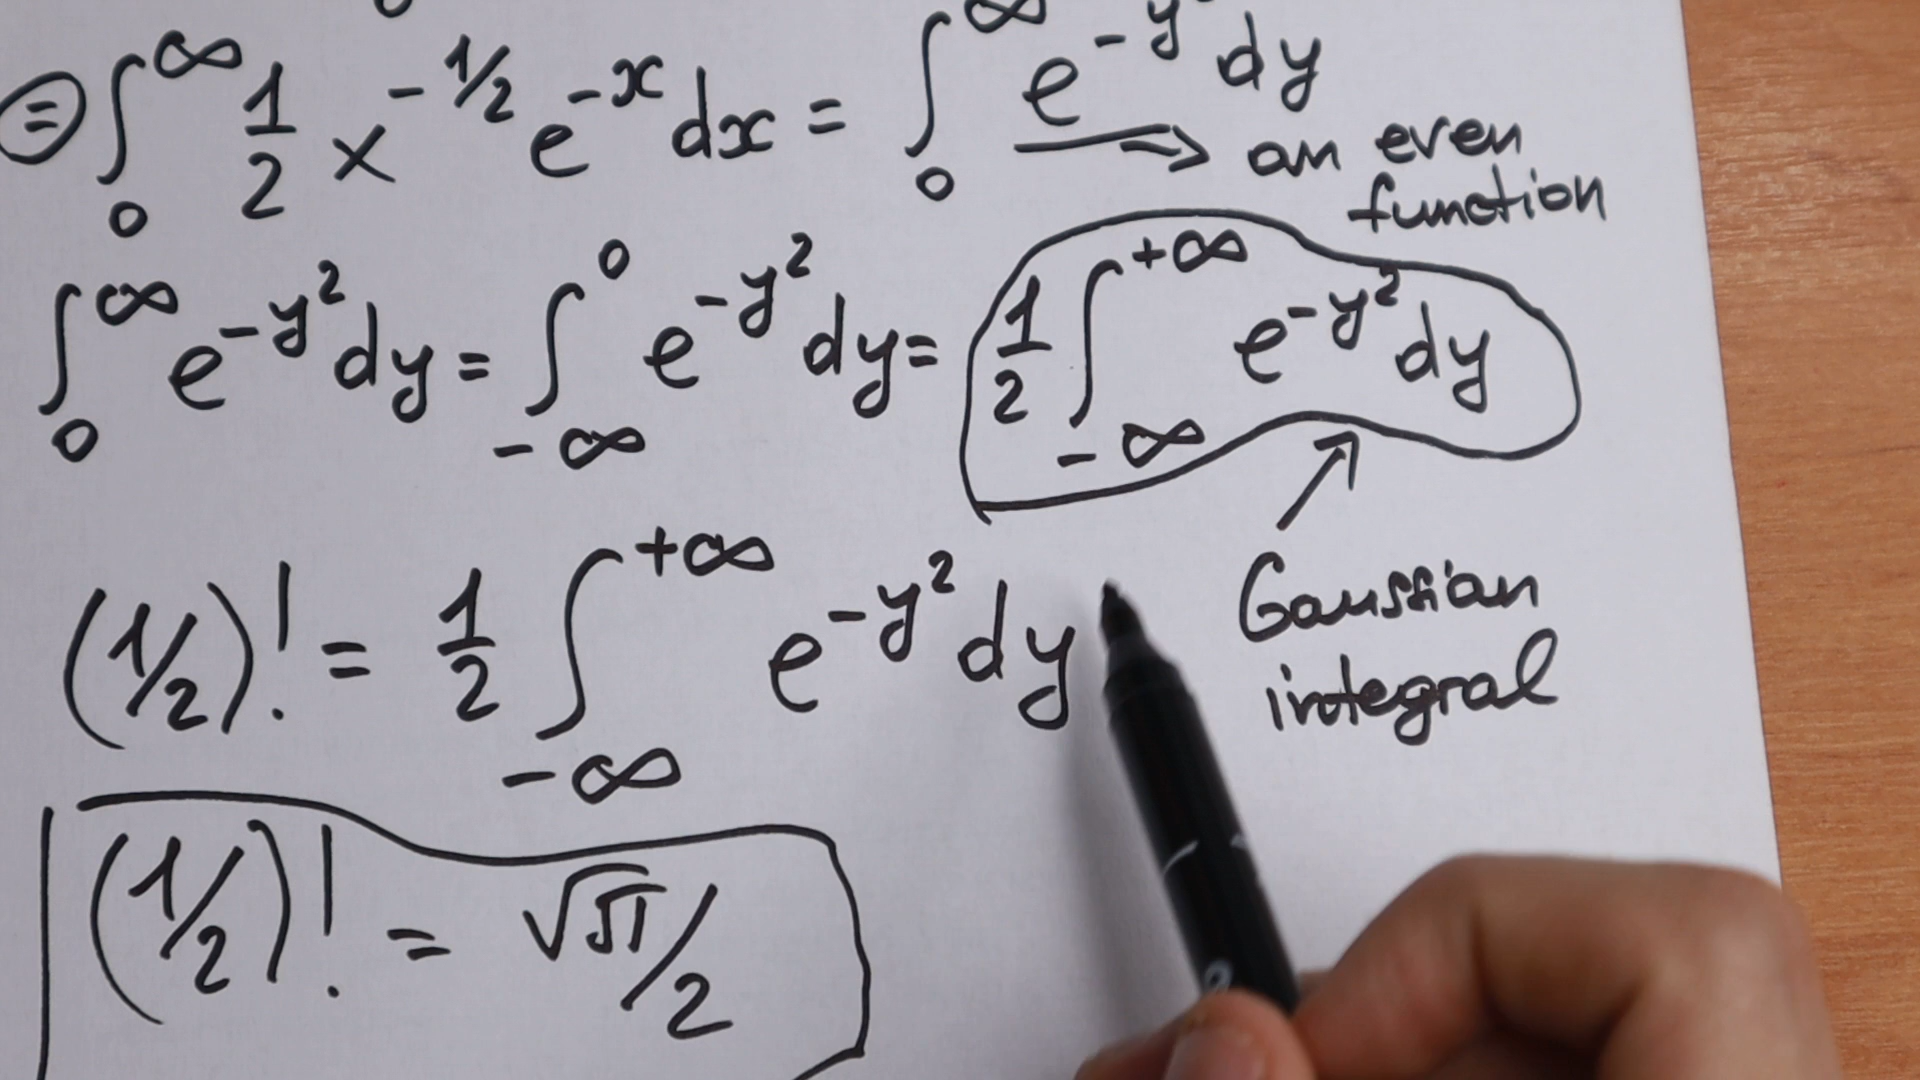 ⊜ ∫₀^∞ 1/2 x^(-1/2) e^(-x) dx = ∫₀^∞ e^(-y²) dy
→ an even
function
∫₀^∞ e^(-y²) dy = ∫_(-∞)^0 e^(-y²) dy = 1/2 ∫_(-∞)^(+∞) e^(-y²) dy
(1/2)! = 1/2 ∫_(-∞)^(+∞) e^(-y²) dy
Gaussian
integral
(1/2)! = √π/2